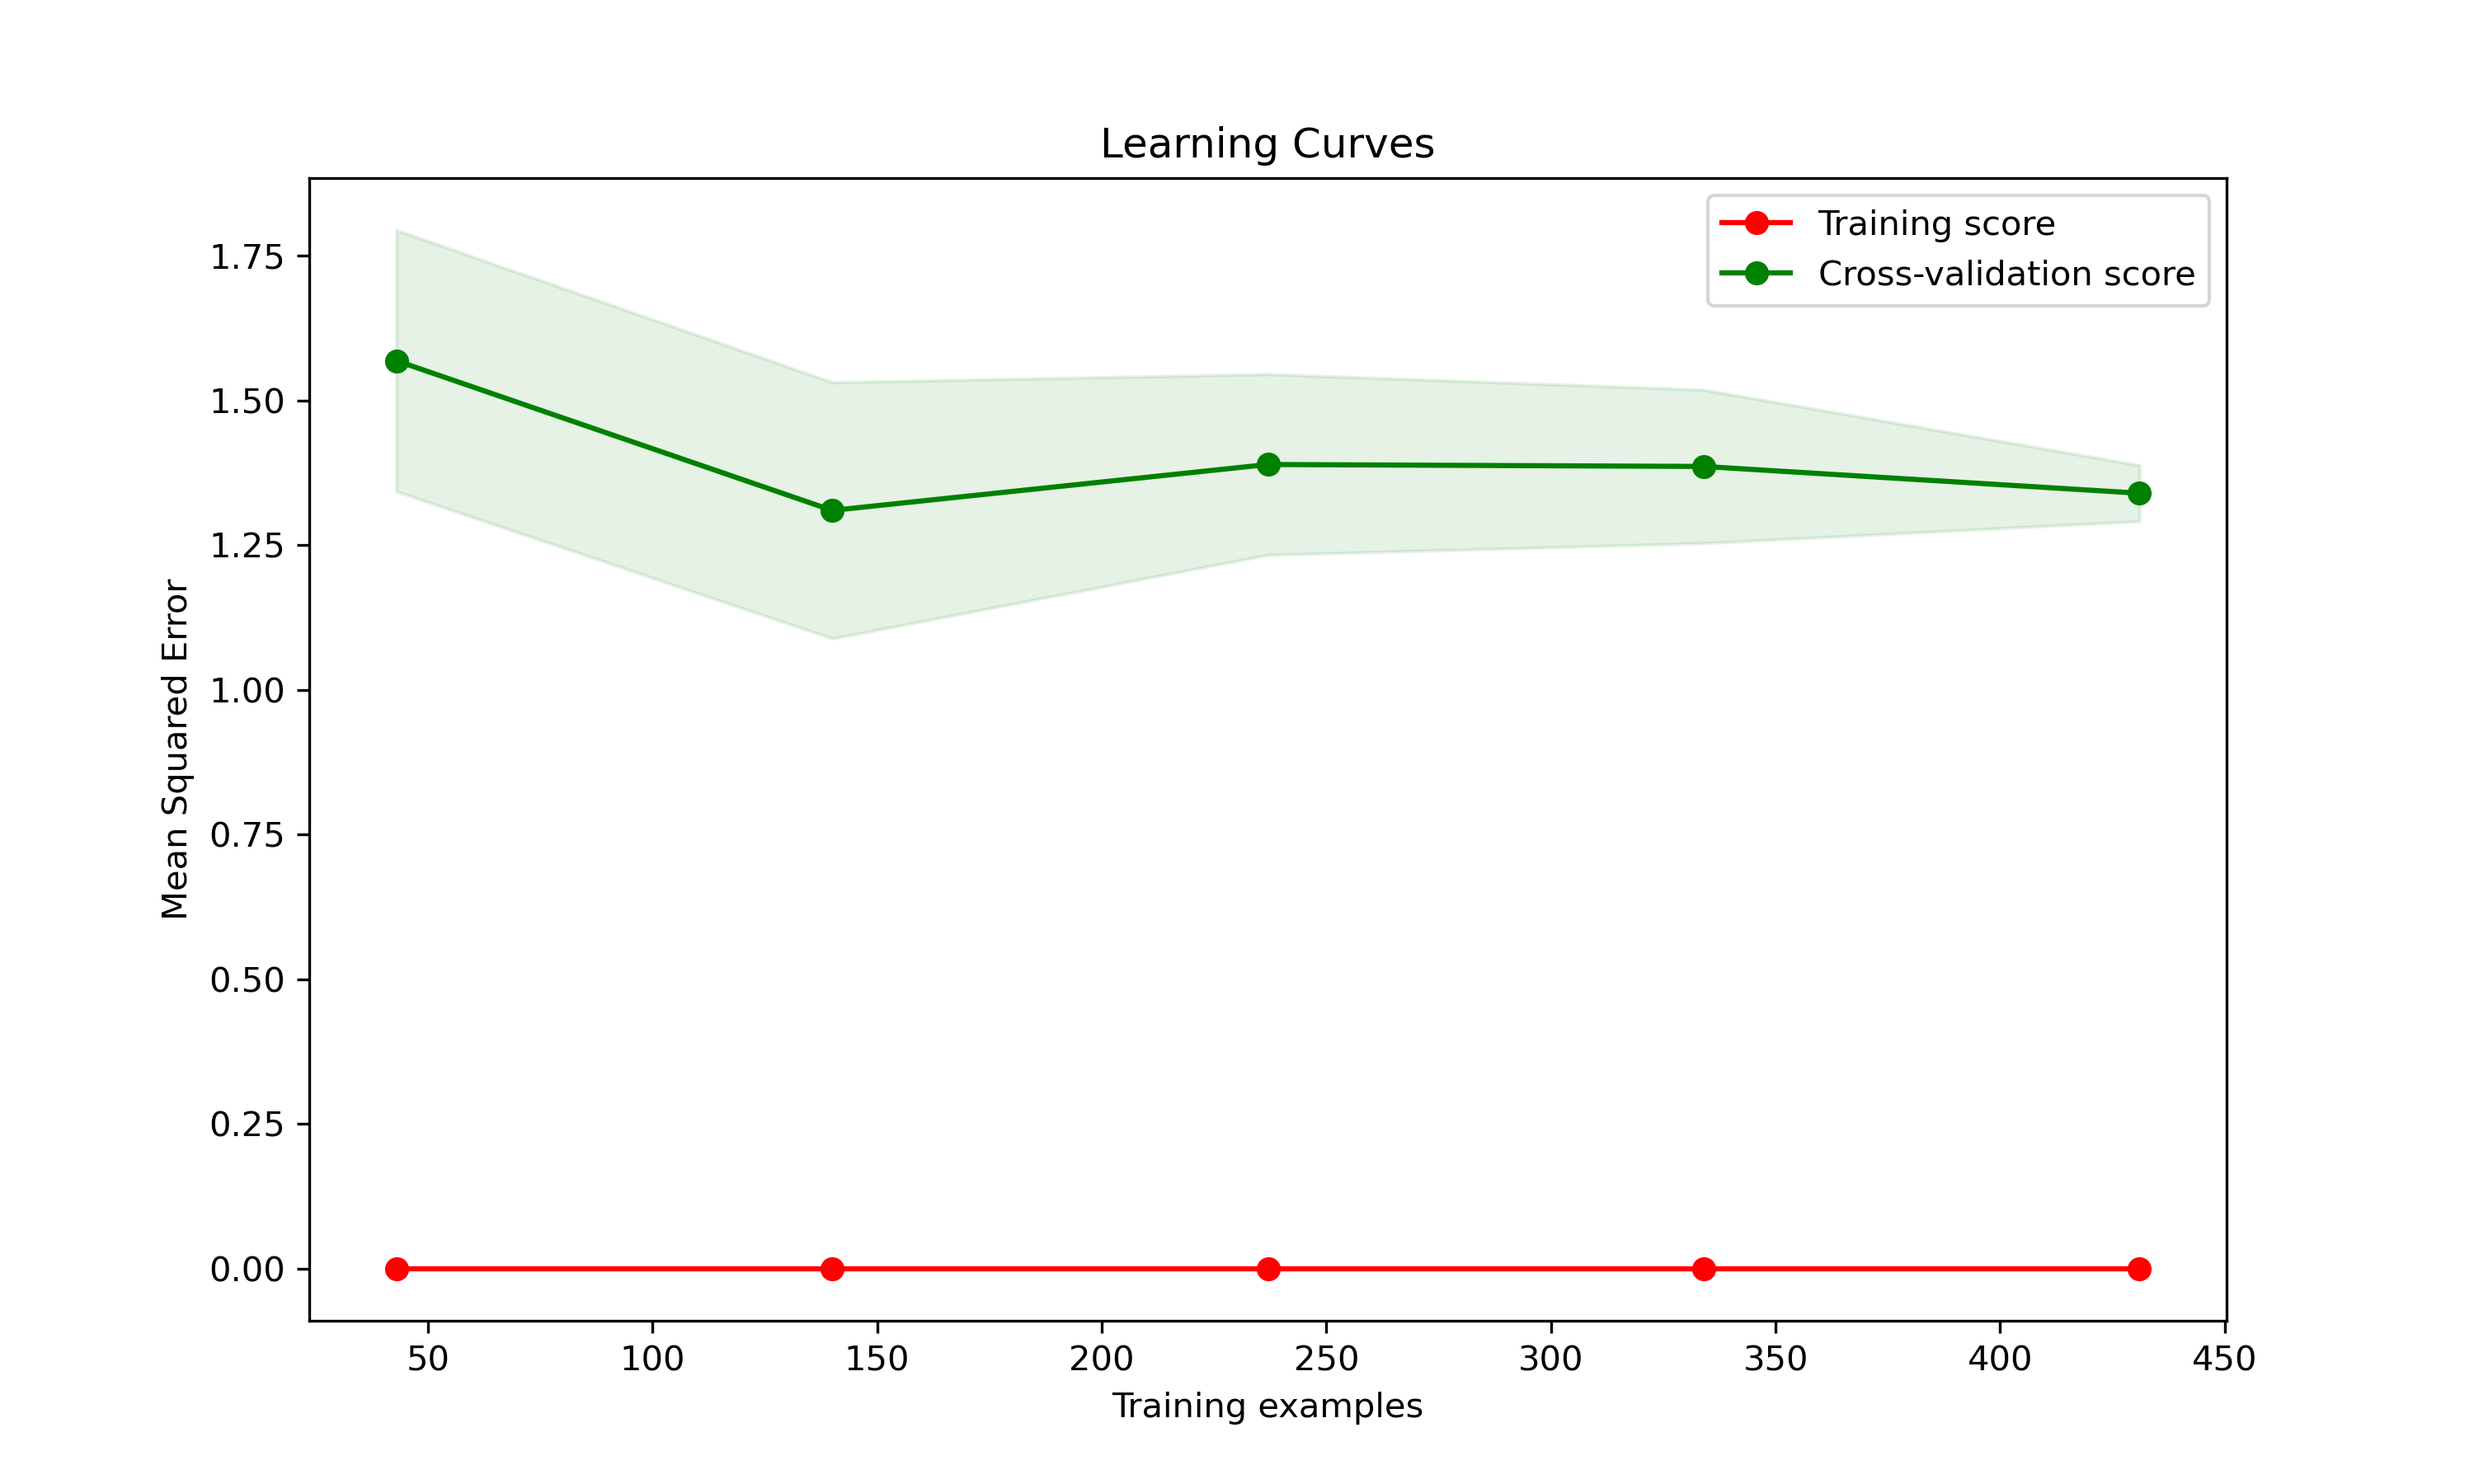 Learning Curves
Training score
Cross-validation score
Mean Squared Error
1.75
1.50
1.25
1.00
0.75
0.50
0.25
0.00
50 100 150 200 250 300 350 400 450
Training examples